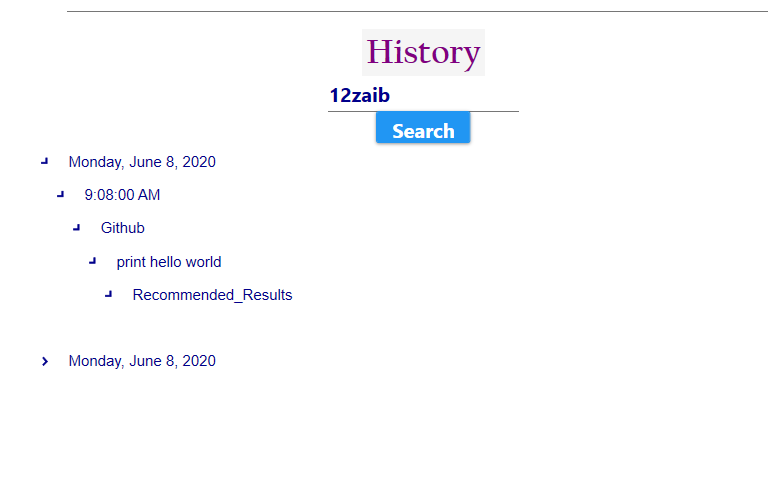 History
12zaib
Search
Monday, June 8, 2020
9:08:00 AM
Github
print hello world
Recommended_Results
Monday, June 8, 2020